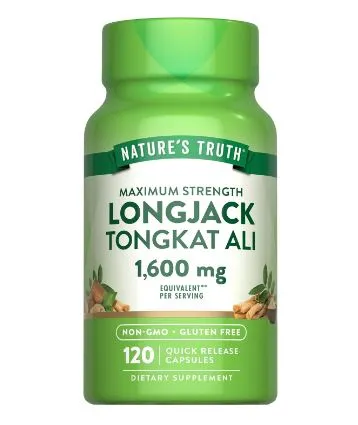 NATURE'S TRUTH®
MAXIMUM STRENGTH
LONGJACK
TONGKAT ALI
1,600 mg
EQUIVALENT**
PER SERVING
NON-GMO • GLUTEN FREE
120 QUICK RELEASE
CAPSULES
DIETARY SUPPLEMENT